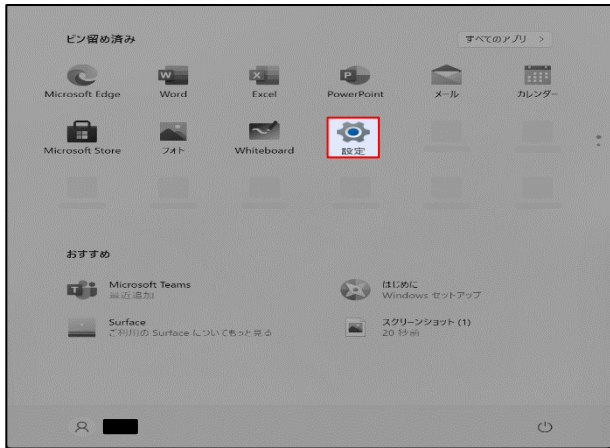 ピン留め済み
すべてのアプリ >
Microsoft Edge
Word
Excel
PowerPoint
メール
カレンダー
Microsoft Store
フォト
Whiteboard
設定
おすすめ
Microsoft Teams
最近追加
はじめに
Windows セットアップ
Surface
ご利用の Surface についてもっと見る
スクリーンショット (1)
20 秒前